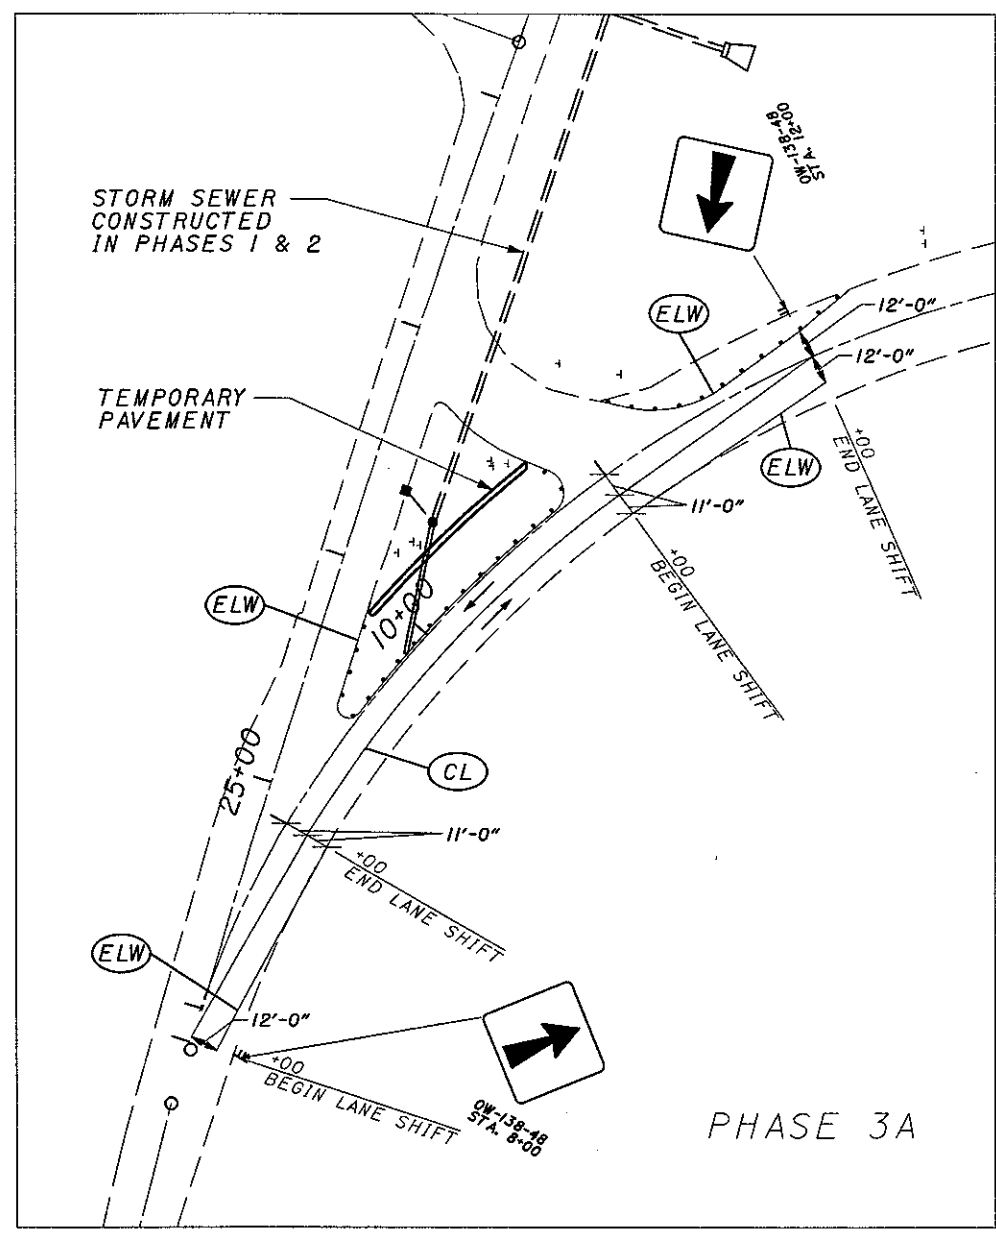 OW-138-48
STA. 12+00
STORM SEWER
CONSTRUCTED
IN PHASES 1 & 2
12'-0"
ELW
12'-0"
TEMPORARY
PAVEMENT
+00
END LANE SHIFT
ELW
11'-0"
+00
BEGIN LANE SHIFT
ELW
10+00
25+00
CL
11'-0"
+00
END LANE SHIFT
ELW
12'-0"
+00
BEGIN LANE SHIFT
OW-138-48
STA. 8+00
PHASE 3A